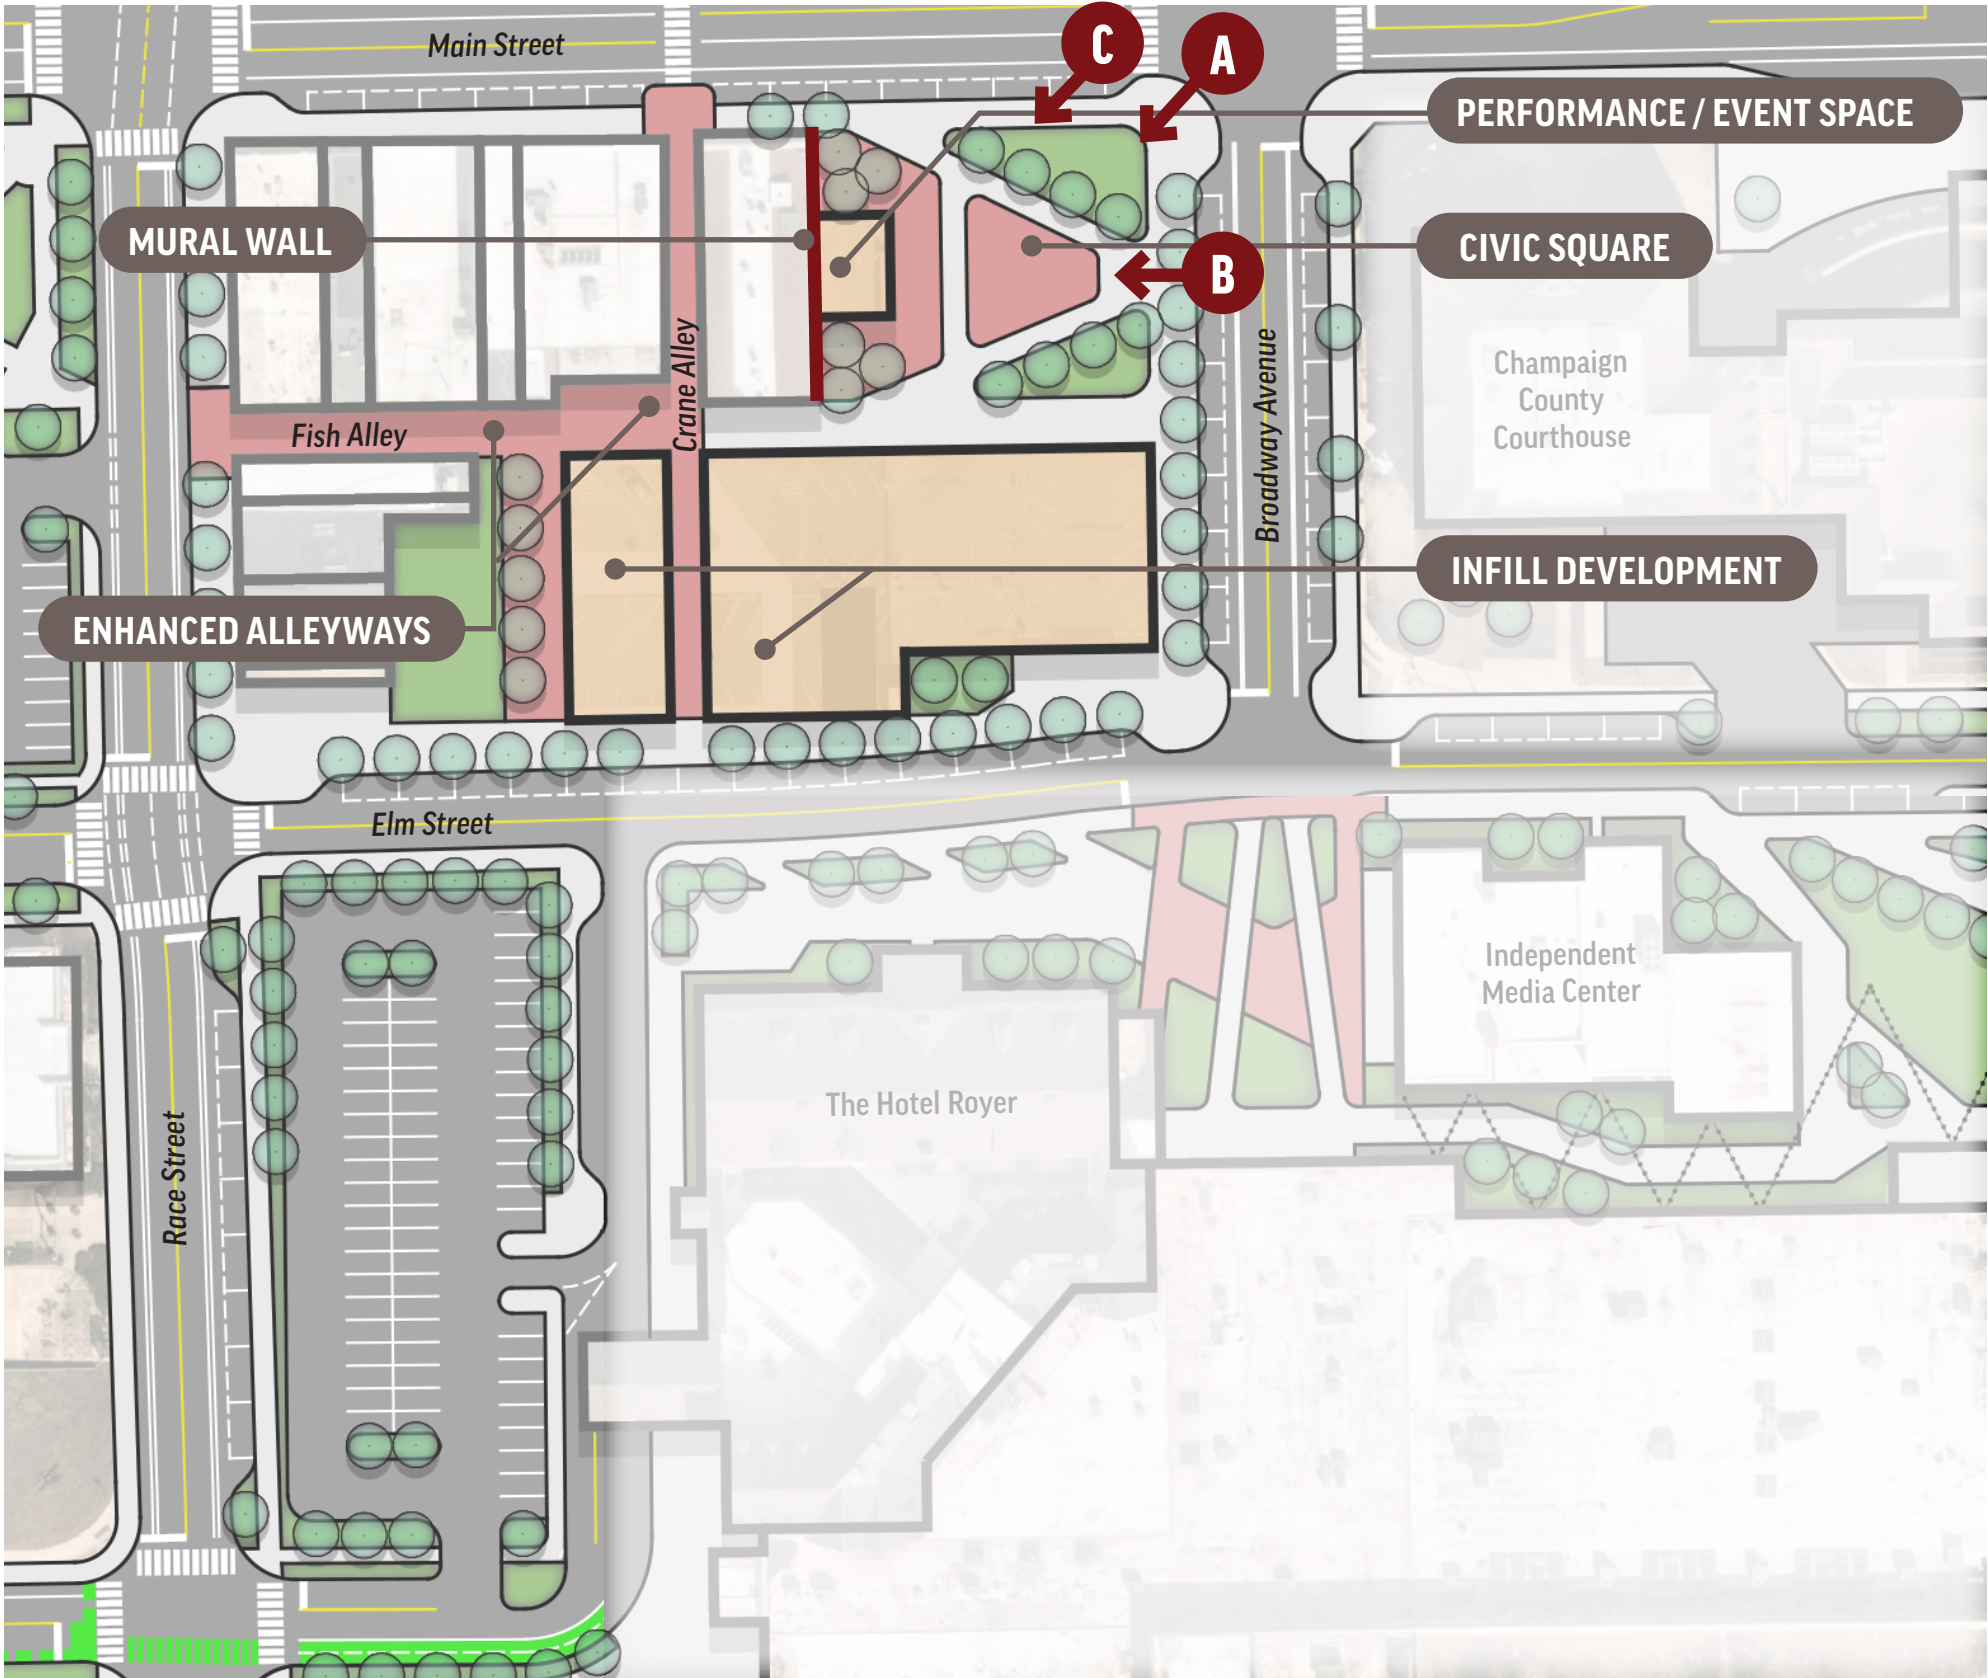 Main Street
C
A
PERFORMANCE / EVENT SPACE
MURAL WALL
CIVIC SQUARE
B
Crane Alley
Broadway Avenue
Champaign
County
Courthouse
Fish Alley
INFILL DEVELOPMENT
ENHANCED ALLEYWAYS
Elm Street
Independent
Media Center
The Hotel Royer
Race Street